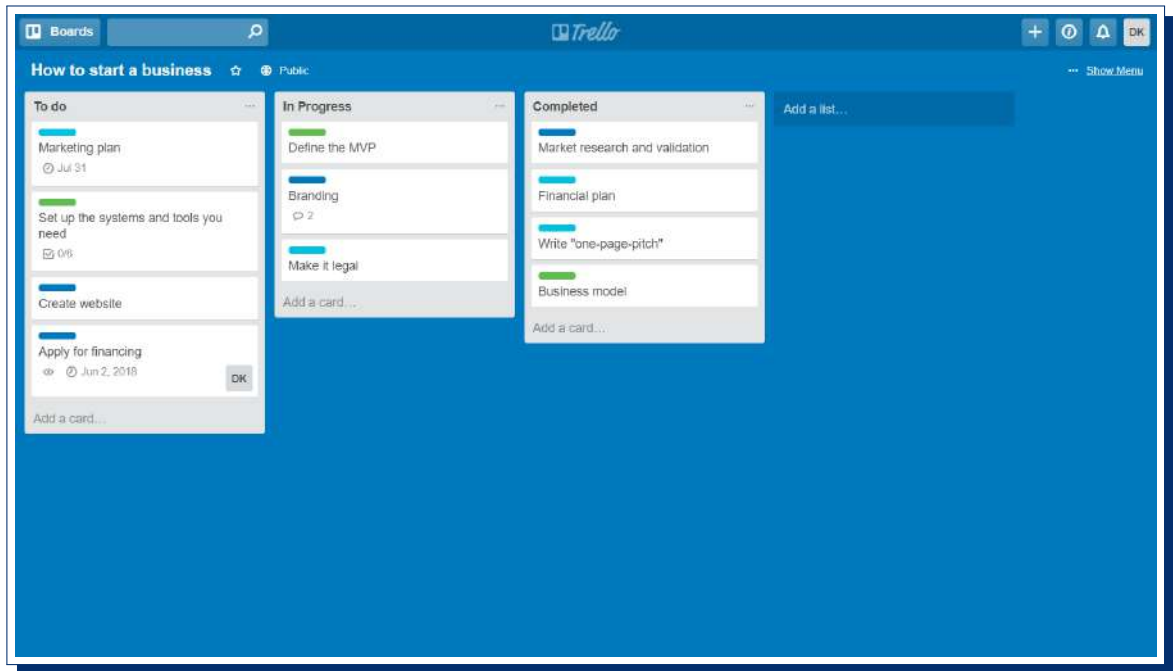 Boards
Trello
DK
How to start a business
Public
··· Show Menu
To do
Marketing plan
Jul 31
Set up the systems and tools you
need
0/6
Create website
Apply for financing
Jun 2, 2018
DK
Add a card...
In Progress
Define the MVP
Branding
2
Make it legal
Add a card...
Completed
Market research and validation
Financial plan
Write "one-page-pitch"
Business model
Add a card...
Add a list...